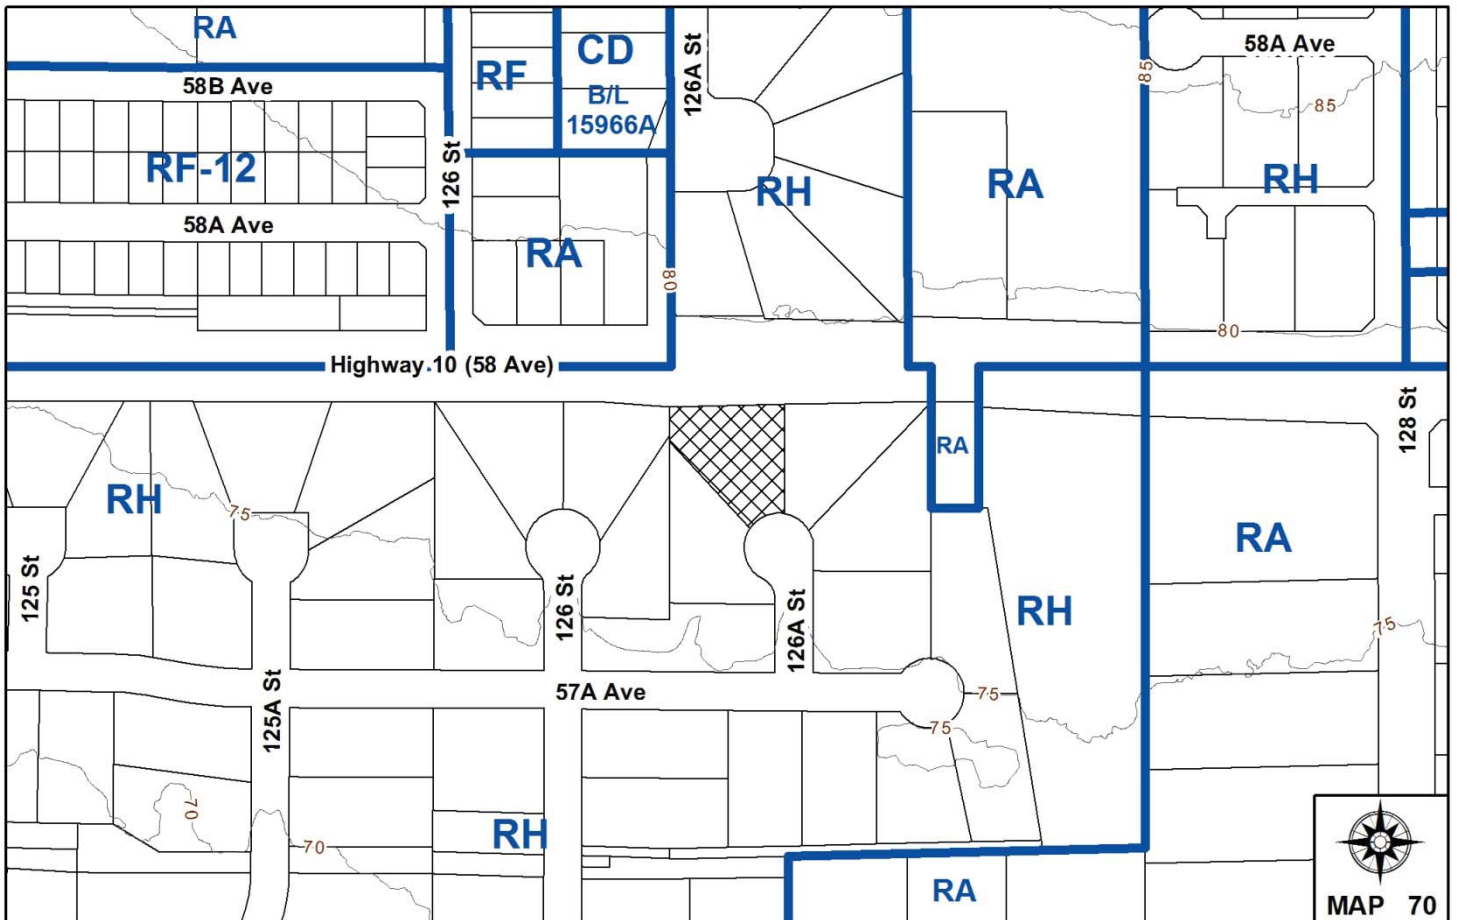 RA
58B Ave
RF-12
58A Ave
126 St
RF
CD
B/L
15966A
126A St
RA
80
RH
RA
85
58A Ave
85
RH
80
Highway 10 (58 Ave)
128 St
RH
75
125 St
125A St
126 St
126A St
57A Ave
RA
RH
75
75
RA
75
70
70
RH
RA
MAP 70